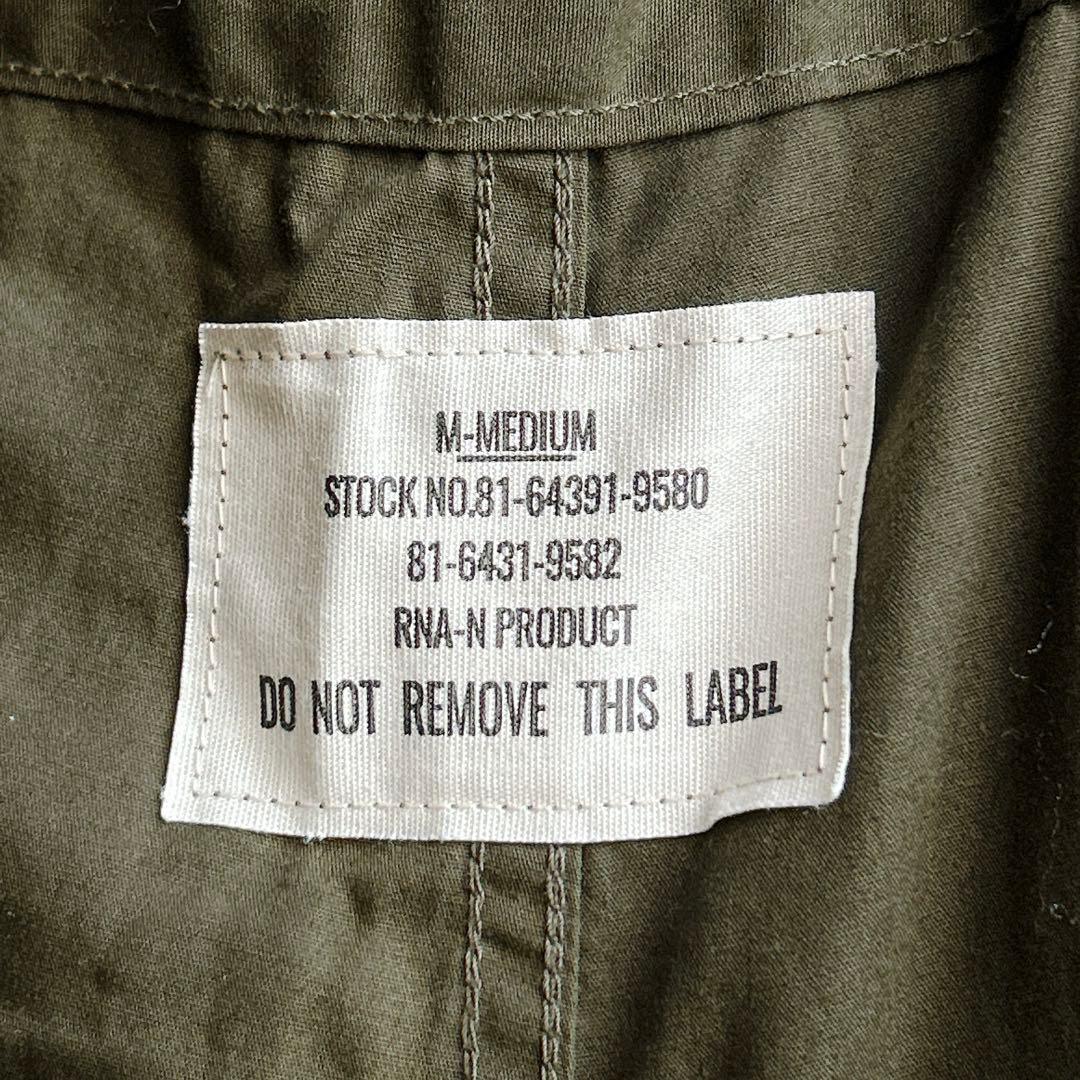 M-MEDIUM
STOCK NO.81-64391-9580
81-6431-9582
RNA-N PRODUCT
DO NOT REMOVE THIS LABEL